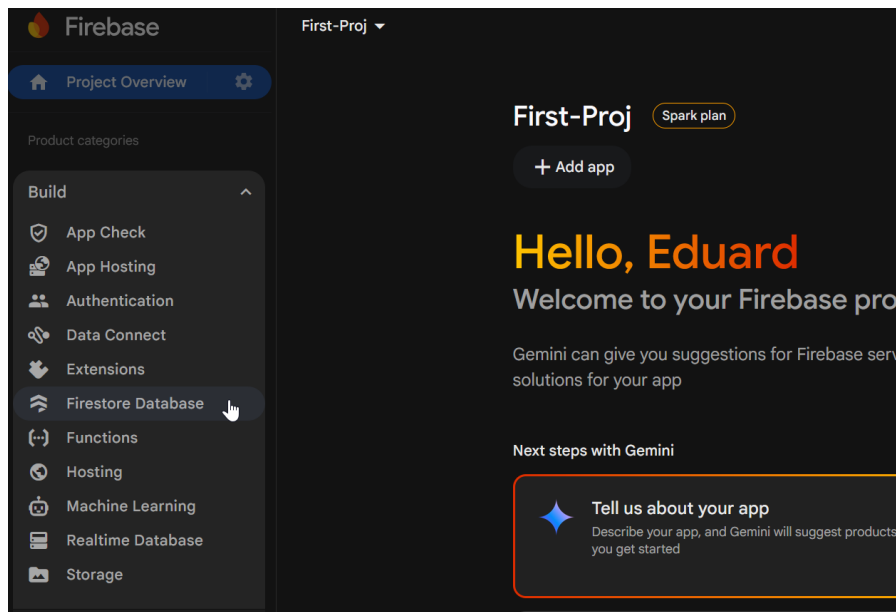 Firebase
First-Proj
Project Overview
Product categories
Build
App Check
App Hosting
Authentication
Data Connect
Extensions
Firestore Database
Functions
Hosting
Machine Learning
Realtime Database
Storage
First-Proj
Spark plan
+ Add app
Hello, Eduard
Welcome to your Firebase pro
Gemini can give you suggestions for Firebase serv
solutions for your app
Next steps with Gemini
Tell us about your app
Describe your app, and Gemini will suggest products
you get started